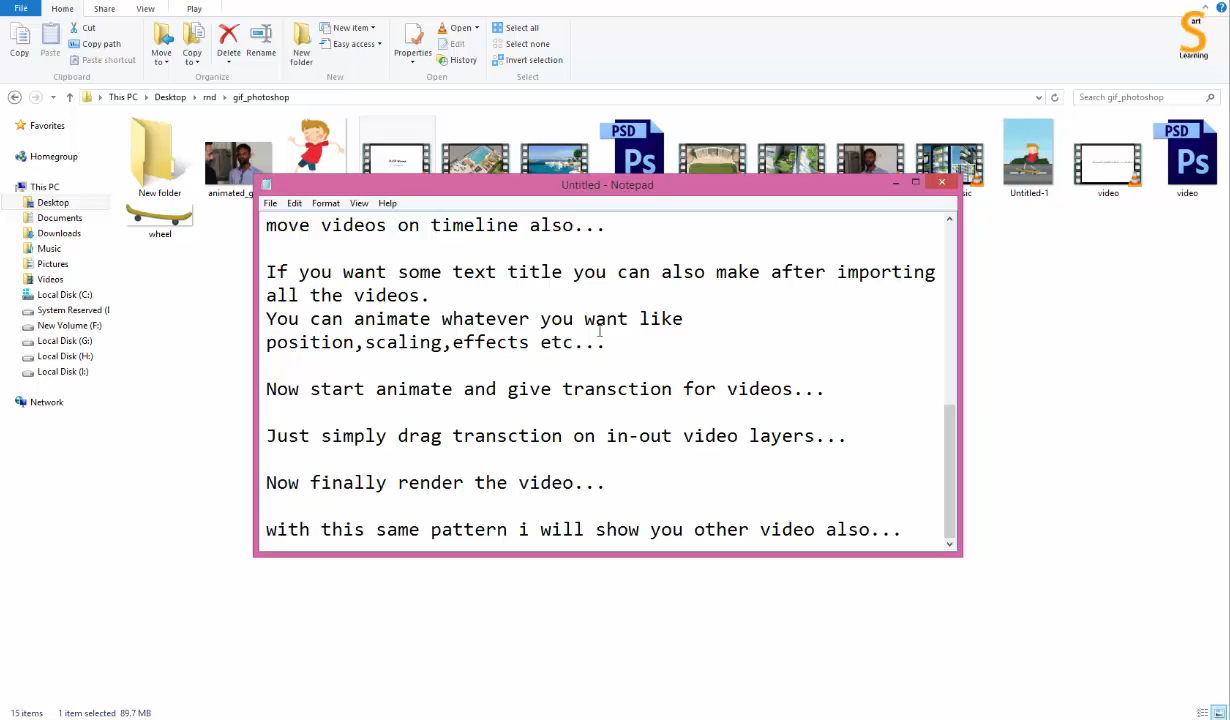 File Home Share View Play
Copy Paste Cut Copy path Paste shortcut
Clipboard
Move to Copy to Delete Rename
Organize
New folder New item Easy access
New
Properties Open Edit History
Open
Select all Select none Invert selection
Select
art
S
Learning
This PC Desktop rnd gif_photoshop
Search gif_photoshop
Favorites
Homegroup
This PC
Desktop
Documents
Downloads
Music
Pictures
Videos
Local Disk (C:)
System Reserved (I
New Volume (F:)
Local Disk (G:)
Local Disk (H:)
Local Disk (I:)
Network
PSD
Ps
PSD
Ps
New folder
Untitled-1
video
video
wheel
Untitled - Notepad
File Edit Format View Help
move videos on timeline also...
If you want some text title you can also make after importing
all the videos.
You can animate whatever you want like
position,scaling,effects etc...
Now start animate and give transction for videos...
Just simply drag transction on in-out video layers...
Now finally render the video...
with this same pattern i will show you other video also...
15 items 1 item selected 89.7 MB